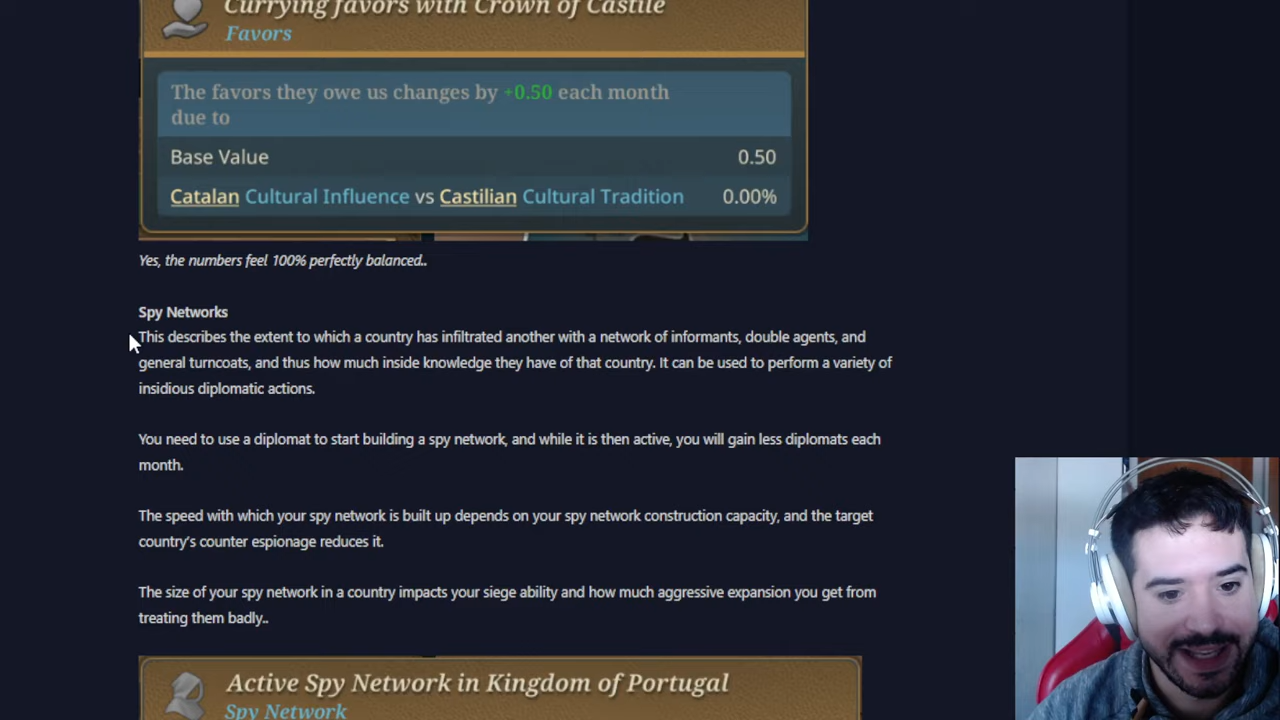 Currying favors with Crown of Castile
Favors
The favors they owe us changes by +0.50 each month
due to
Base Value 0.50
Catalan Cultural Influence vs Castilian Cultural Tradition 0.00%
Yes, the numbers feel 100% perfectly balanced..
Spy Networks
This describes the extent to which a country has infiltrated another with a network of informants, double agents, and
general turncoats, and thus how much inside knowledge they have of that country. It can be used to perform a variety of
insidious diplomatic actions.
You need to use a diplomat to start building a spy network, and while it is then active, you will gain less diplomats each
month.
The speed with which your spy network is built up depends on your spy network construction capacity, and the target
country's counter espionage reduces it.
The size of your spy network in a country impacts your siege ability and how much aggressive expansion you get from
treating them badly..
Active Spy Network in Kingdom of Portugal
Spy Network